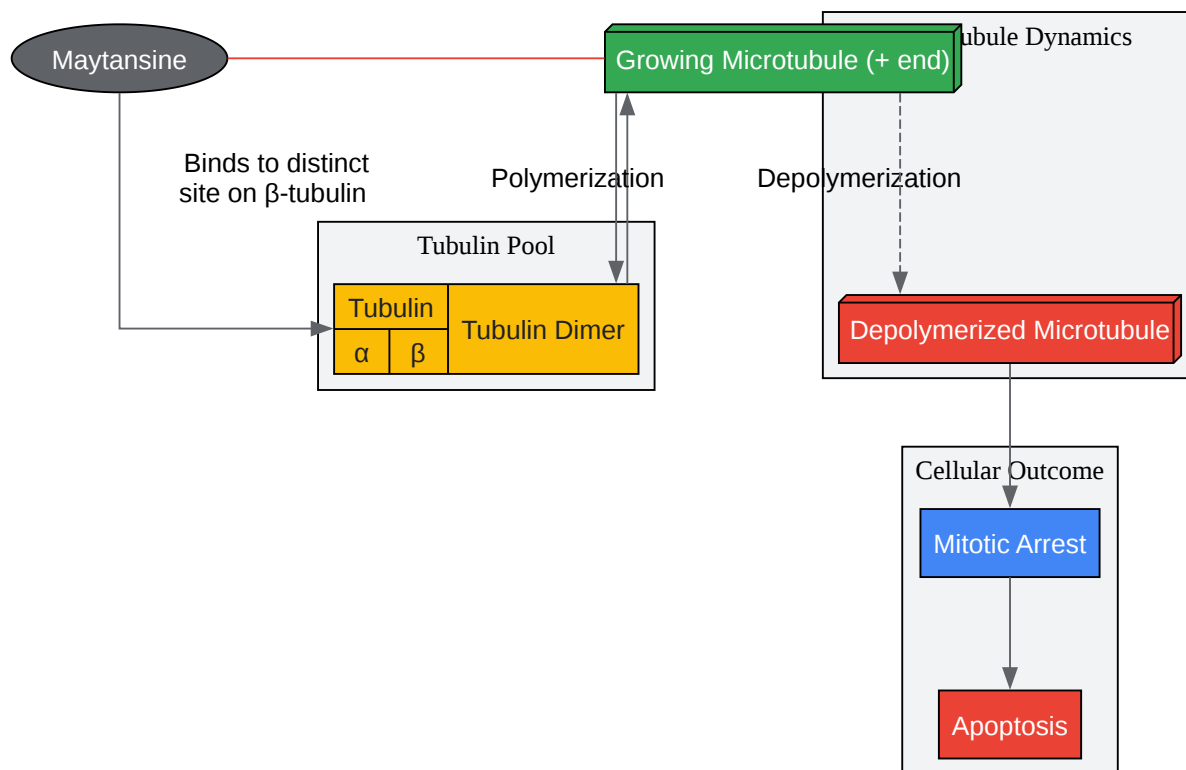 Maytansine
Growing Microtubule (+ end)
Dynamics
Binds to distinct
site on β-tubulin
Polymerization
Depolymerization
Tubulin Pool
Tubulin
α
β
Tubulin Dimer
Depolymerized Microtubule
Cellular Outcome
Mitotic Arrest
Apoptosis